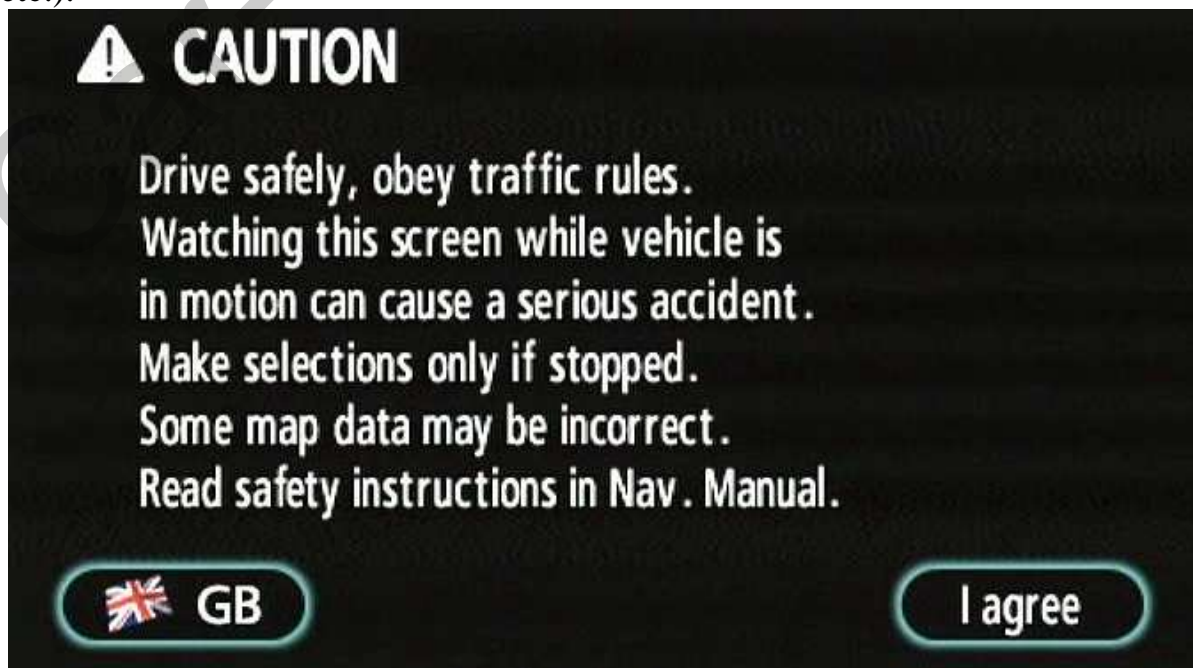 CAUTION
Drive safely, obey traffic rules.
Watching this screen while vehicle is
in motion can cause a serious accident.
Make selections only if stopped.
Some map data may be incorrect.
Read safety instructions in Nav. Manual.
GB
I agree